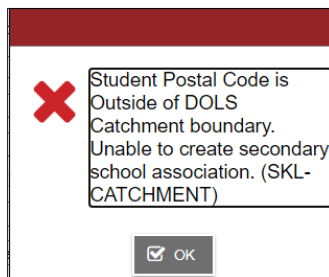 Student Postal Code is
Outside of DOLS
Catchment boundary.
Unable to create secondary
school association. (SKL-
CATCHMENT)
OK